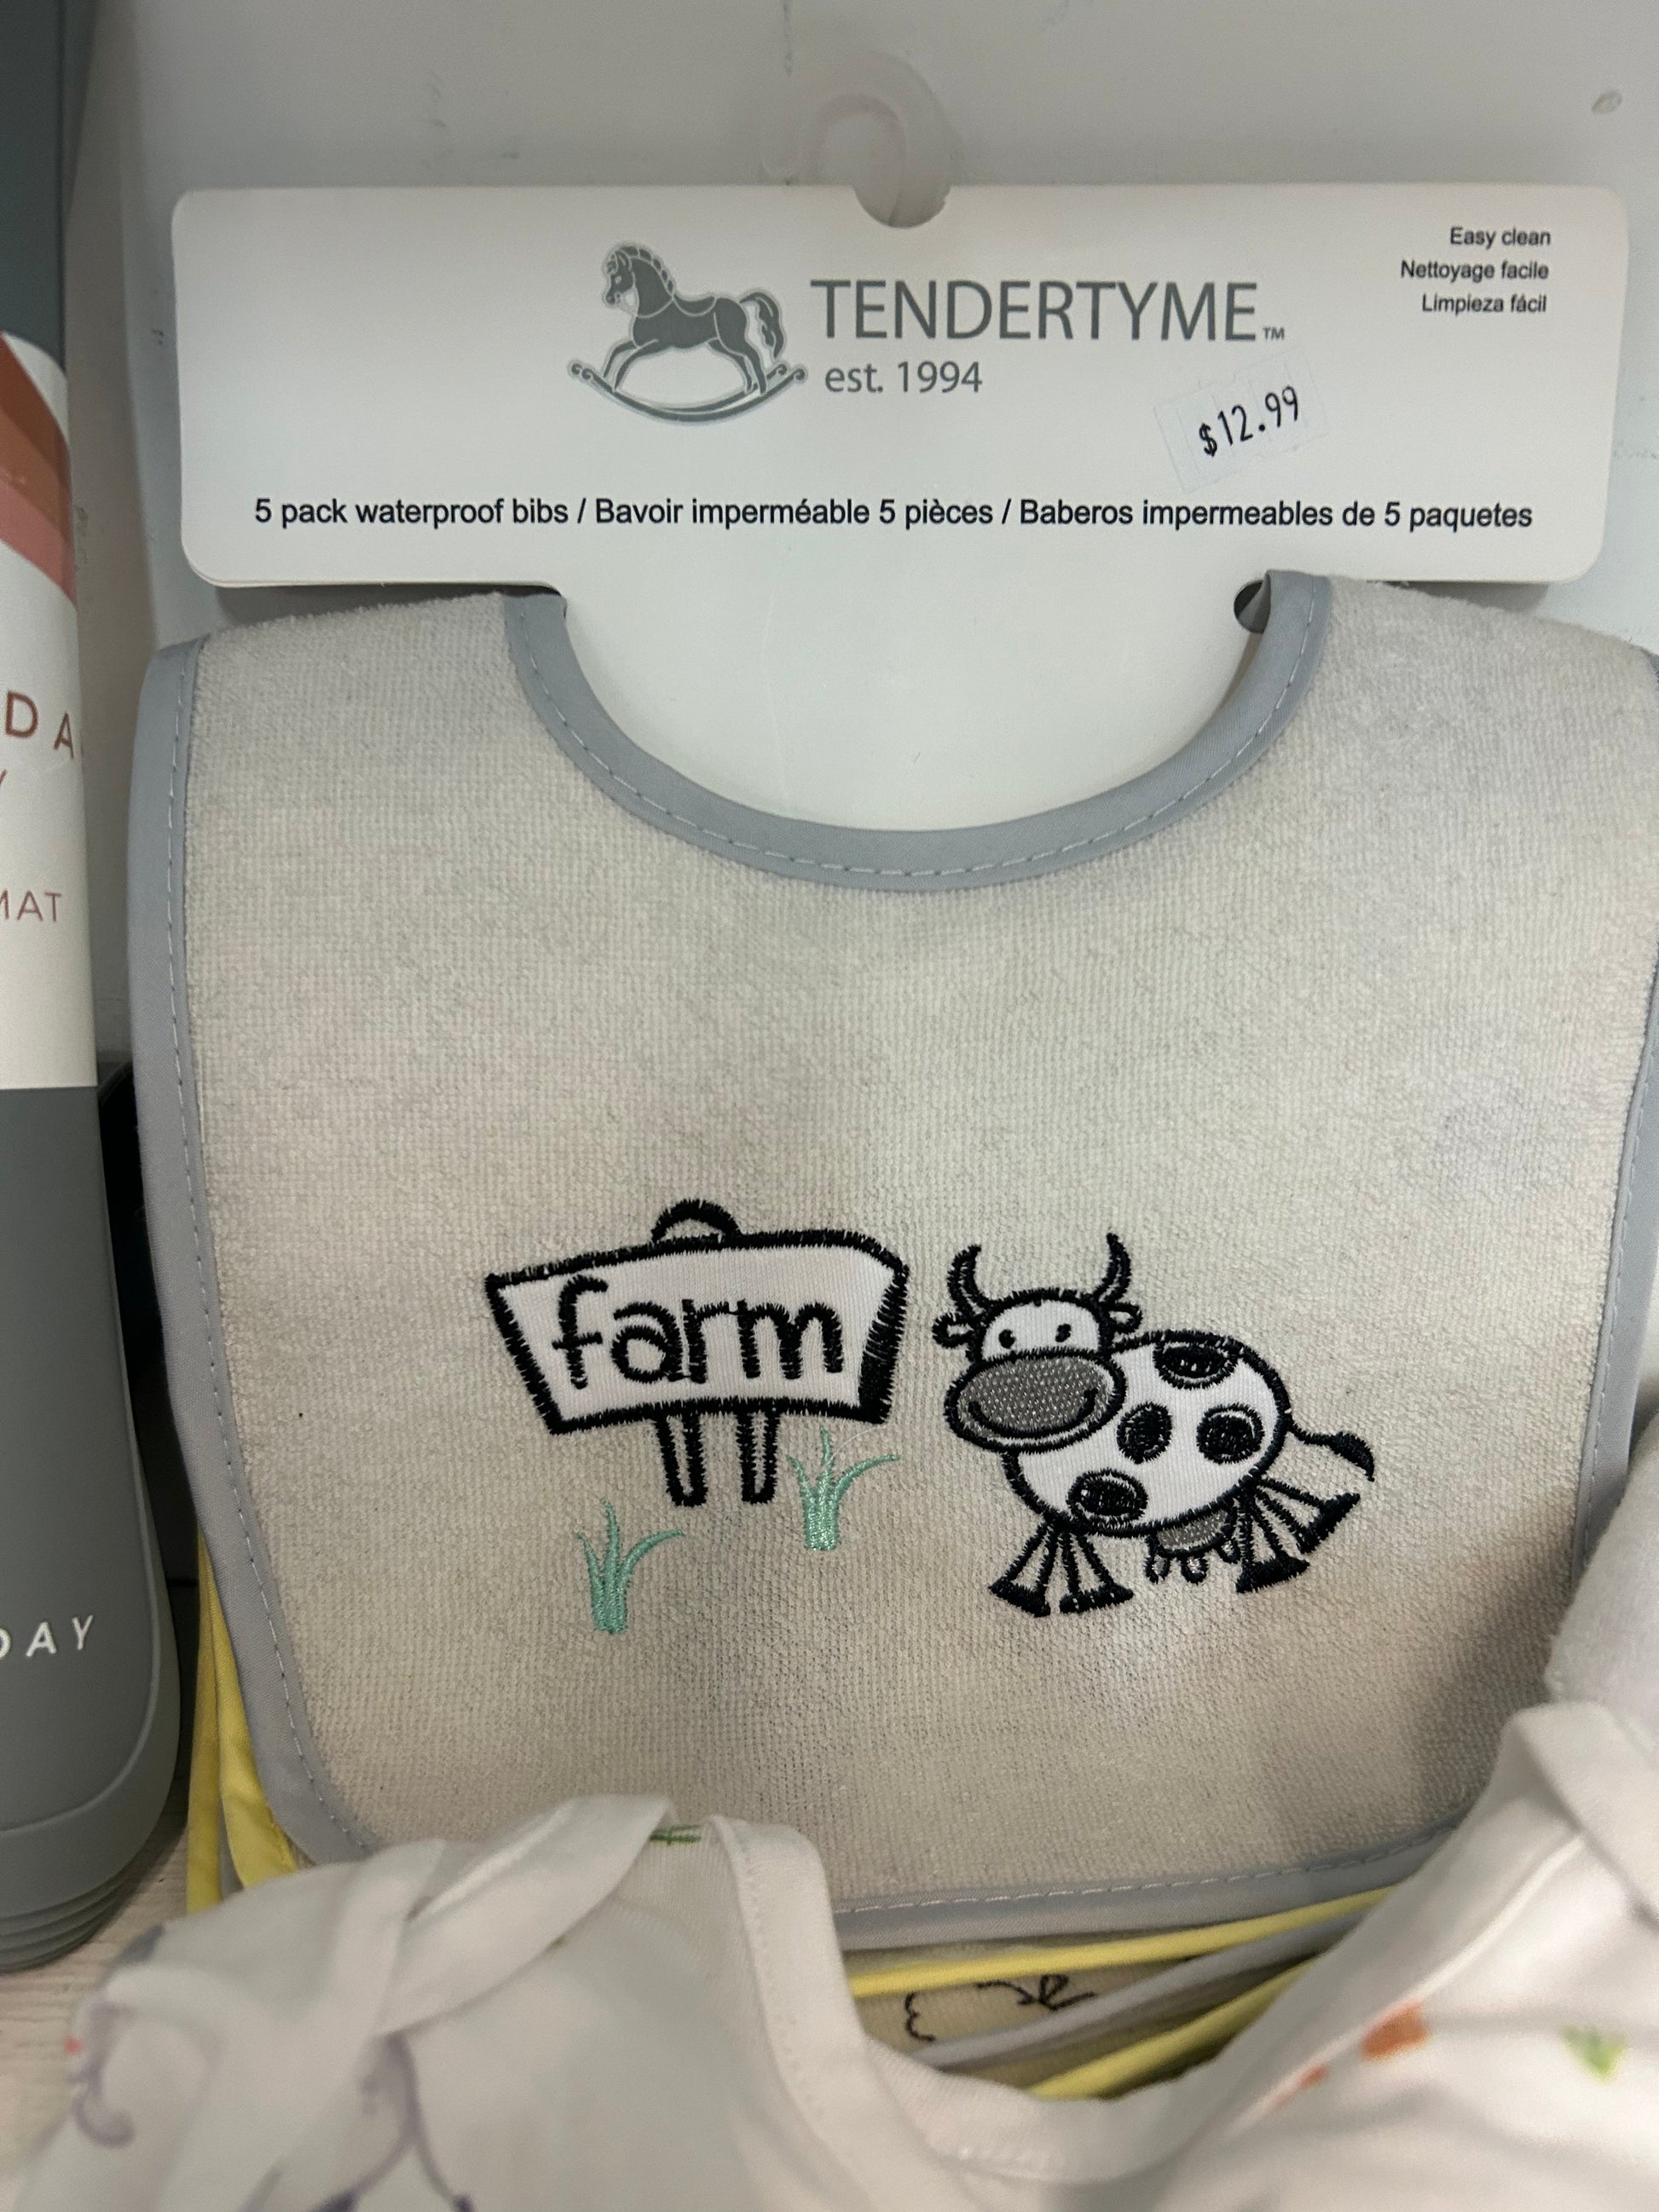 Easy clean
Nettoyage facile
Limpieza fácil
TENDERTYME™
est. 1994
$12.99
5 pack waterproof bibs / Bavoir imperméable 5 pièces / Baberos impermeables de 5 paquetes
farm
DAY